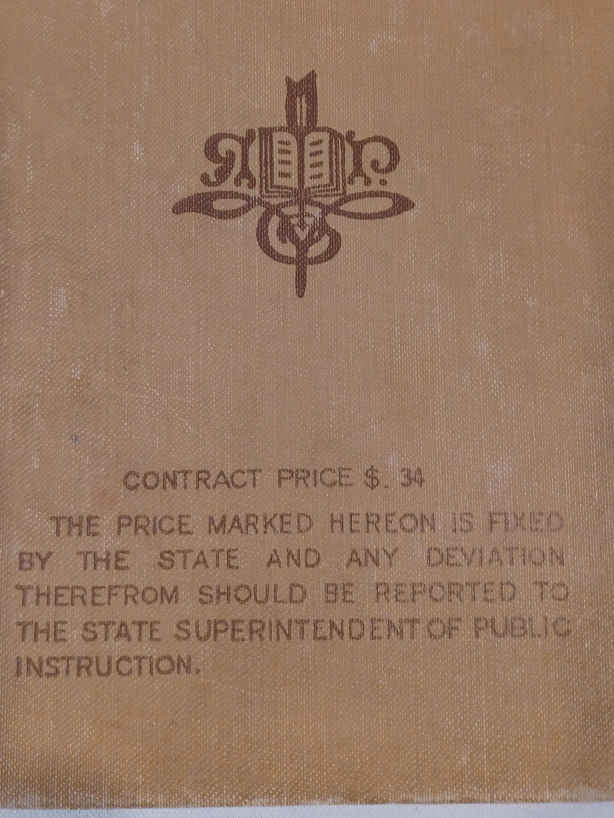 CONTRACT PRICE $. 34
THE PRICE MARKED HEREON IS FIXED
BY THE STATE AND ANY DEVIATION
THEREFROM SHOULD BE REPORTED TO
THE STATE SUPERINTENDENT OF PUBLIC
INSTRUCTION.